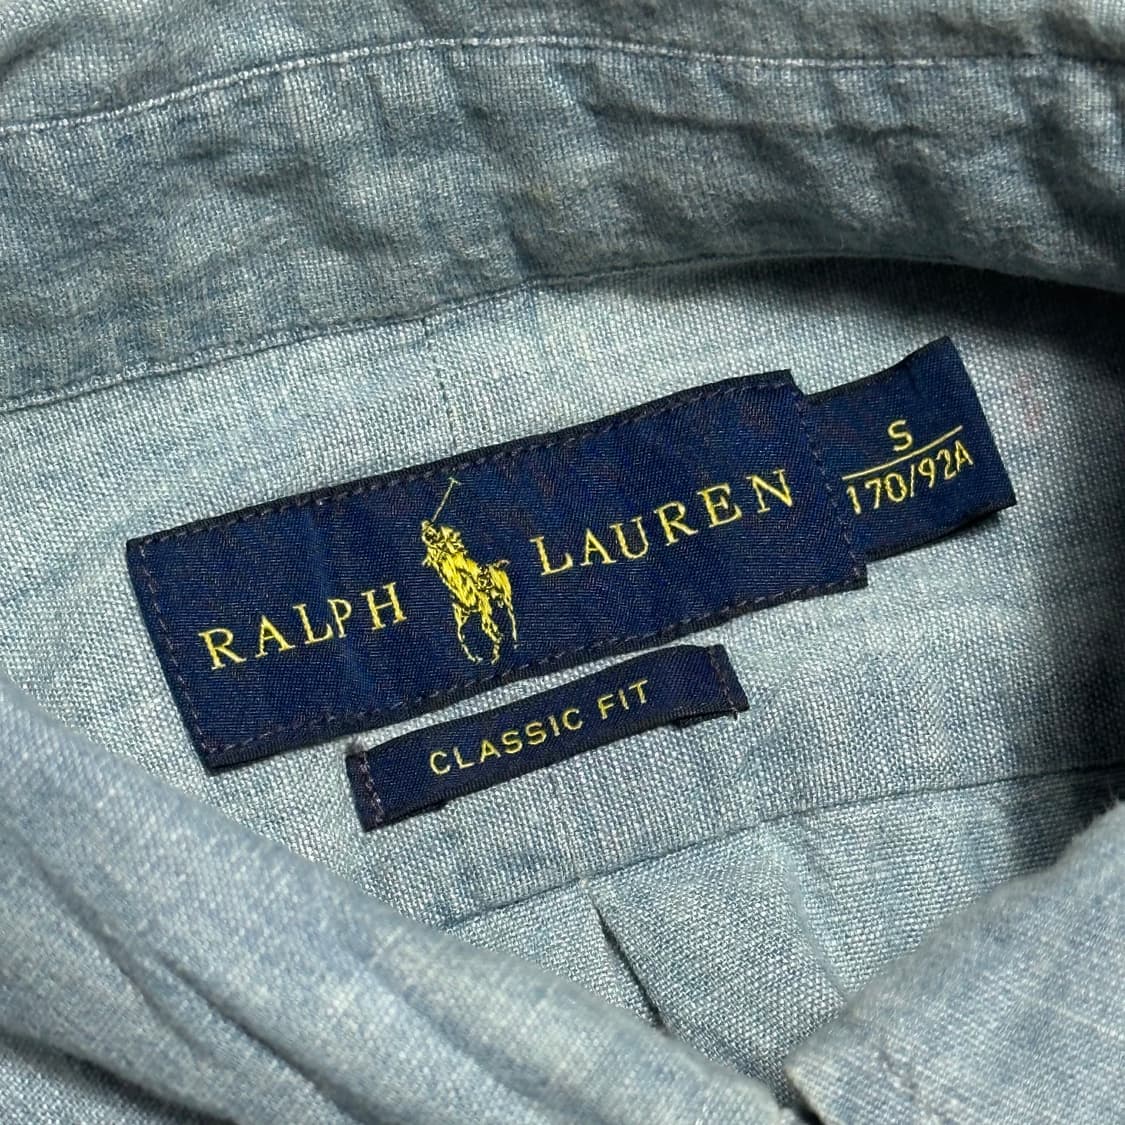 RALPH LAUREN
S
170/92A
CLASSIC FIT